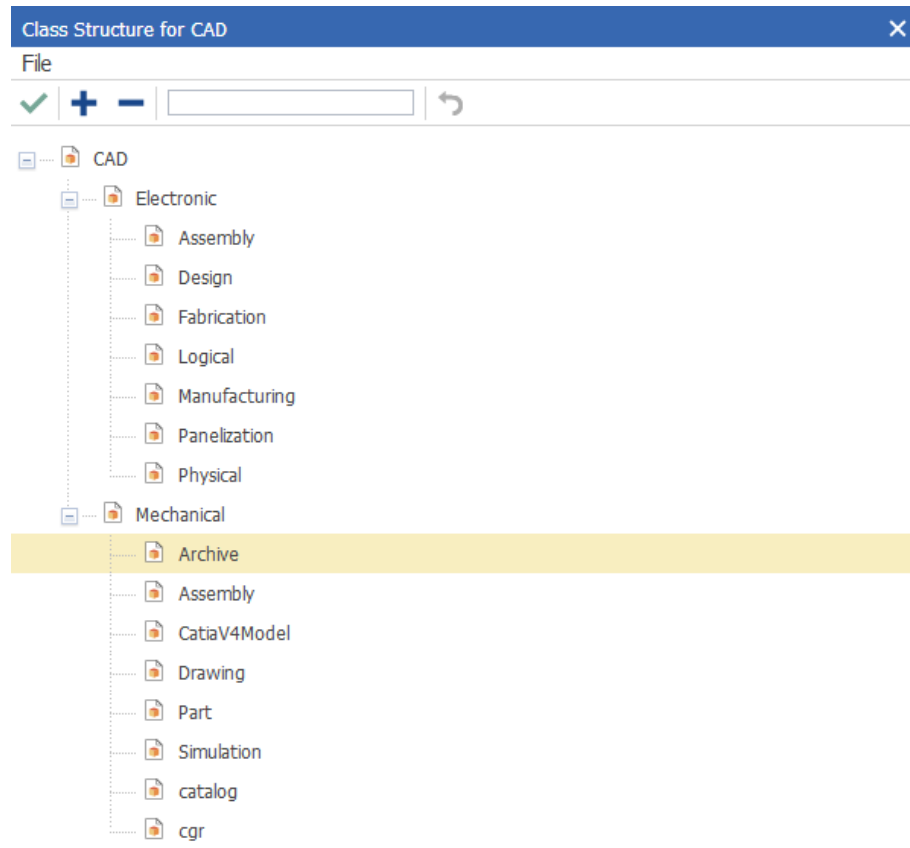 Class Structure for CAD
File
CAD
Electronic
Assembly
Design
Fabrication
Logical
Manufacturing
Panelization
Physical
Mechanical
Archive
Assembly
CatiaV4Model
Drawing
Part
Simulation
catalog
cgr